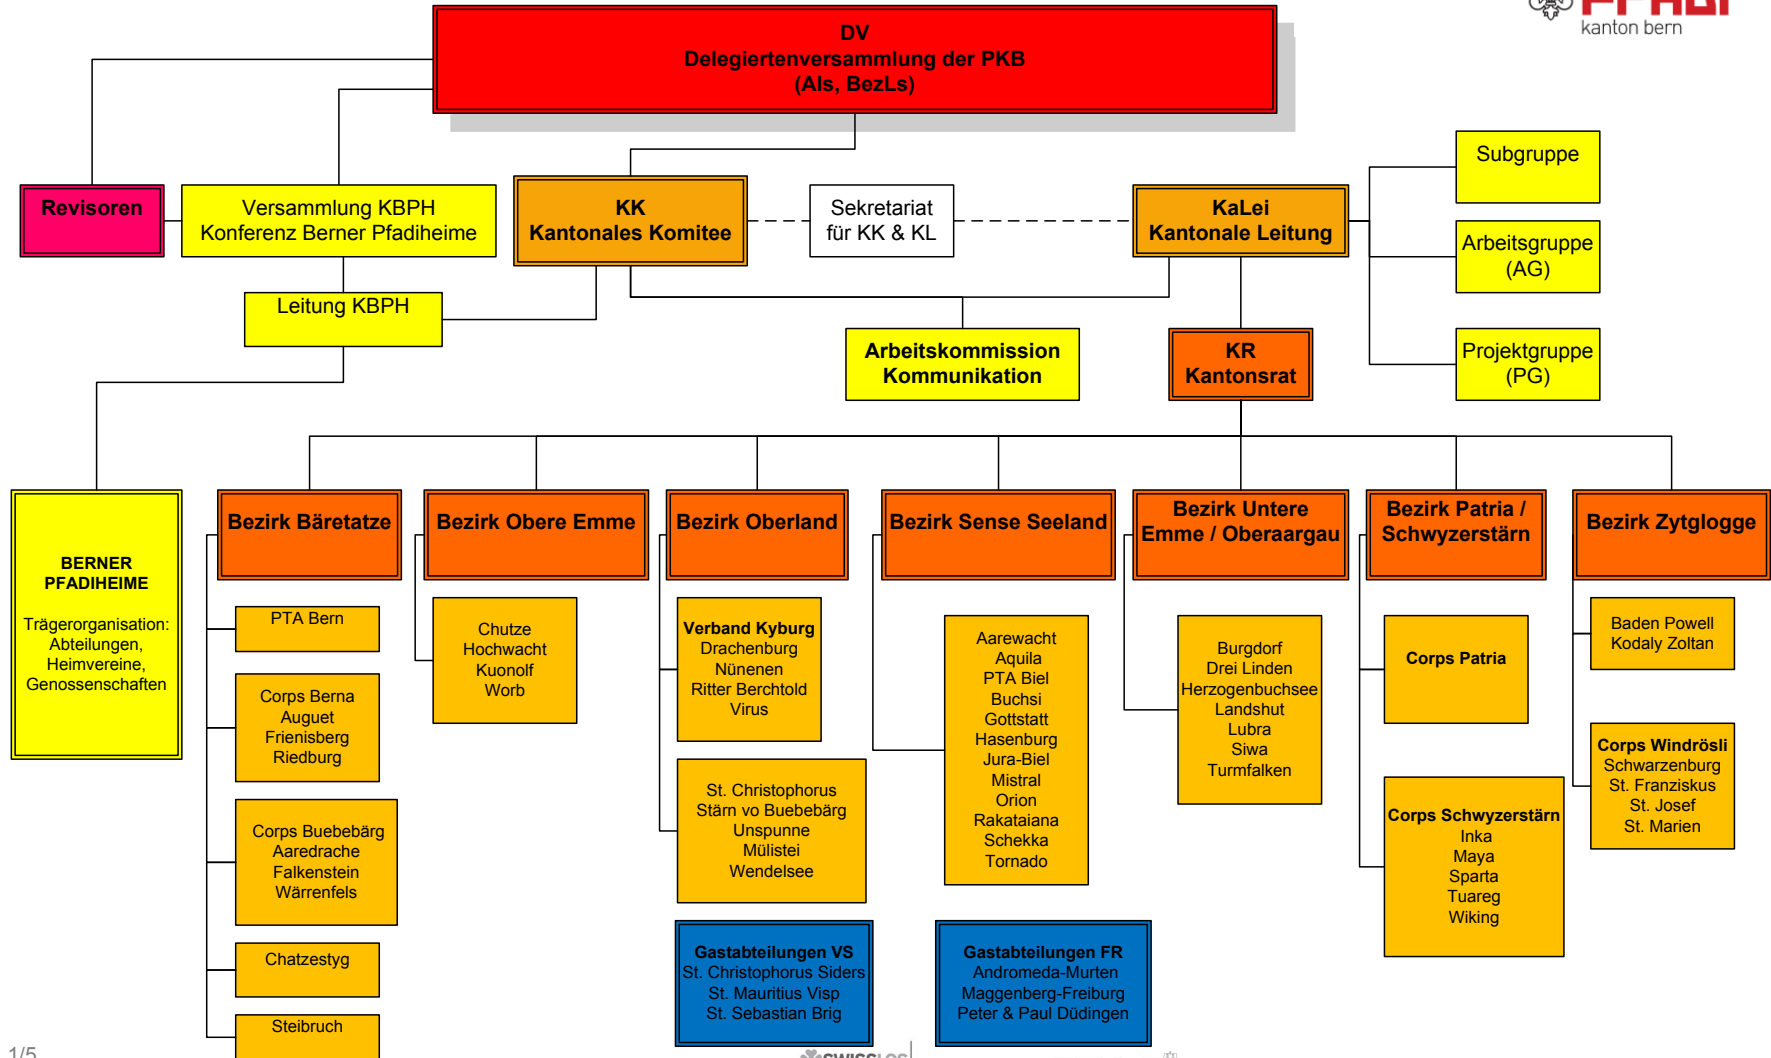 PFADI
kanton bern
DV
Delegiertenversammlung der PKB
(Als, BezLs)
Revisoren
Versammlung KBPH
Konferenz Berner Pfadiheime
KK
Kantonales Komitee
Sekretariat
für KK & KL
KaLei
Kantonale Leitung
Subgruppe
Arbeitsgruppe
(AG)
Projektgruppe
(PG)
Leitung KBPH
Arbeitskommission
Kommunikation
KR
Kantonsrat
BERNER
PFADIHEIME
Trägerorganisation:
Abteilungen,
Heimvereine,
Genossenschaften
Bezirk Bäretatze
PTA Bern
Corps Berna
Auguet
Frienisberg
Riedburg
Corps Buebebärg
Aaredrache
Falkenstein
Wärrenfels
Chatzestyg
Steibruch
Bezirk Obere Emme
Chutze
Hochwacht
Kuonolf
Worb
Bezirk Oberland
Verband Kyburg
Drachenburg
Nünenen
Ritter Berchtold
Virus
St. Christophorus
Stärn vo Buebebärg
Unspunne
Mülistei
Wendelsee
Gastabteilungen VS
St. Christophorus Siders
St. Mauritius Visp
St. Sebastian Brig
Bezirk Sense Seeland
Aarewacht
Aquila
PTA Biel
Buchsi
Gottstatt
Hasenburg
Jura-Biel
Mistral
Orion
Rakataiana
Schekka
Tornado
Gastabteilungen FR
Andromeda-Murten
Maggenberg-Freiburg
Peter & Paul Düdingen
Bezirk Untere
Emme / Oberaargau
Burgdorf
Drei Linden
Herzogenbuchsee
Landshut
Lubra
Siwa
Turmfalken
Bezirk Patria /
Schwyzerstärn
Corps Patria
Corps Schwyzerstärn
Inka
Maya
Sparta
Tuareg
Wiking
Bezirk Zytglogge
Baden Powell
Kodaly Zoltan
Corps Windrösli
Schwarzenburg
St. Franziskus
St. Josef
St. Marien
1/5
SWISSLOS